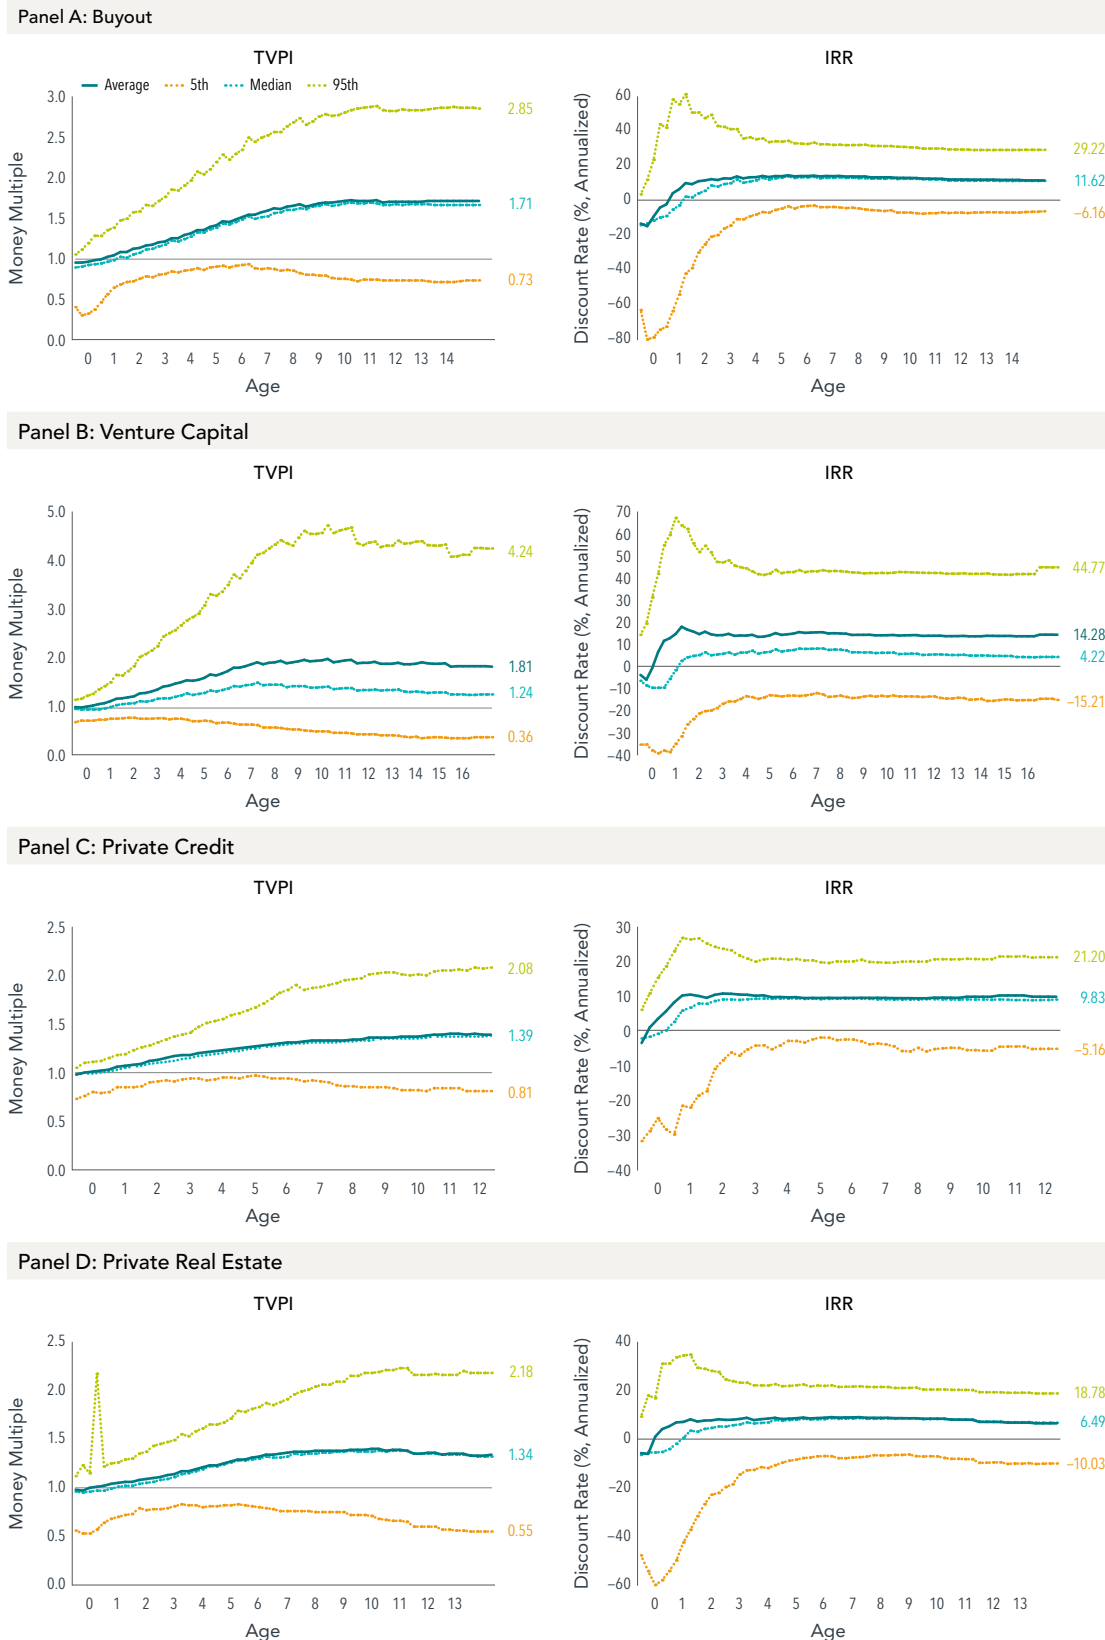 Panel A: Buyout
TVPI
Average 5th Median 95th
Money Multiple
3.0
2.5
2.0
1.5
1.0
0.5
0.0
2.85
1.71
0.73
0 1 2 3 4 5 6 7 8 9 10 11 12 13 14
Age
IRR
Discount Rate (%, Annualized)
60
40
20
0
−20
−40
−60
−80
29.22
11.62
−6.16
0 1 2 3 4 5 6 7 8 9 10 11 12 13 14
Age
Panel B: Venture Capital
TVPI
Money Multiple
5.0
4.0
3.0
2.0
1.0
0.0
4.24
1.81
1.24
0.36
0 1 2 3 4 5 6 7 8 9 10 11 12 13 14 15 16
Age
IRR
Discount Rate (%, Annualized)
70
60
50
40
30
20
10
0
−10
−20
−30
−40
44.77
14.28
4.22
−15.21
0 1 2 3 4 5 6 7 8 9 10 11 12 13 14 15 16
Age
Panel C: Private Credit
TVPI
Money Multiple
2.5
2.0
1.5
1.0
0.5
0.0
2.08
1.39
0.81
0 1 2 3 4 5 6 7 8 9 10 11 12
Age
IRR
Discount Rate (%, Annualized)
30
20
10
0
−10
−20
−30
−40
21.20
9.83
−5.16
0 1 2 3 4 5 6 7 8 9 10 11 12
Age
Panel D: Private Real Estate
TVPI
Money Multiple
2.5
2.0
1.5
1.0
0.5
0.0
2.18
1.34
0.55
0 1 2 3 4 5 6 7 8 9 10 11 12 13
Age
IRR
Discount Rate (%, Annualized)
40
20
0
−20
−40
−60
18.78
6.49
−10.03
0 1 2 3 4 5 6 7 8 9 10 11 12 13
Age